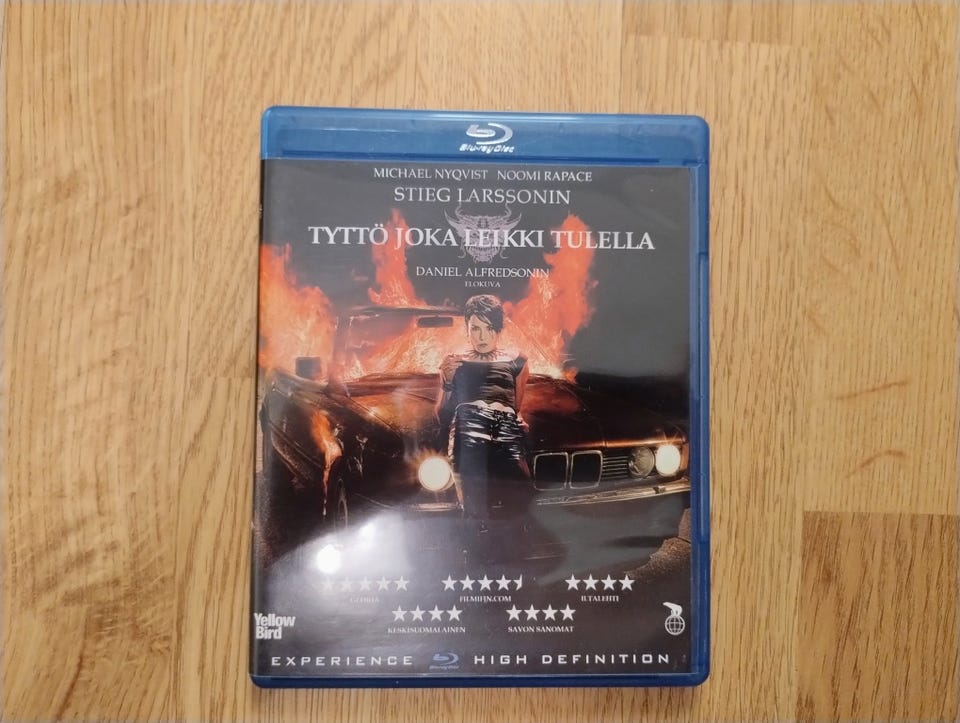 Blu-ray Disc
MICHAEL NYQVIST NOOMI RAPACE
STIEG LARSSONIN
TYTTÖ JOKA LEIKKI TULELLA
DANIEL ALFREDSONIN
ELOKUVA
GLORIA FILMIFIN.COM ILTALEHTI
KESKISUOMALAINEN SAVON SANOMAT
Yellow
Bird
EXPERIENCE HIGH DEFINITION